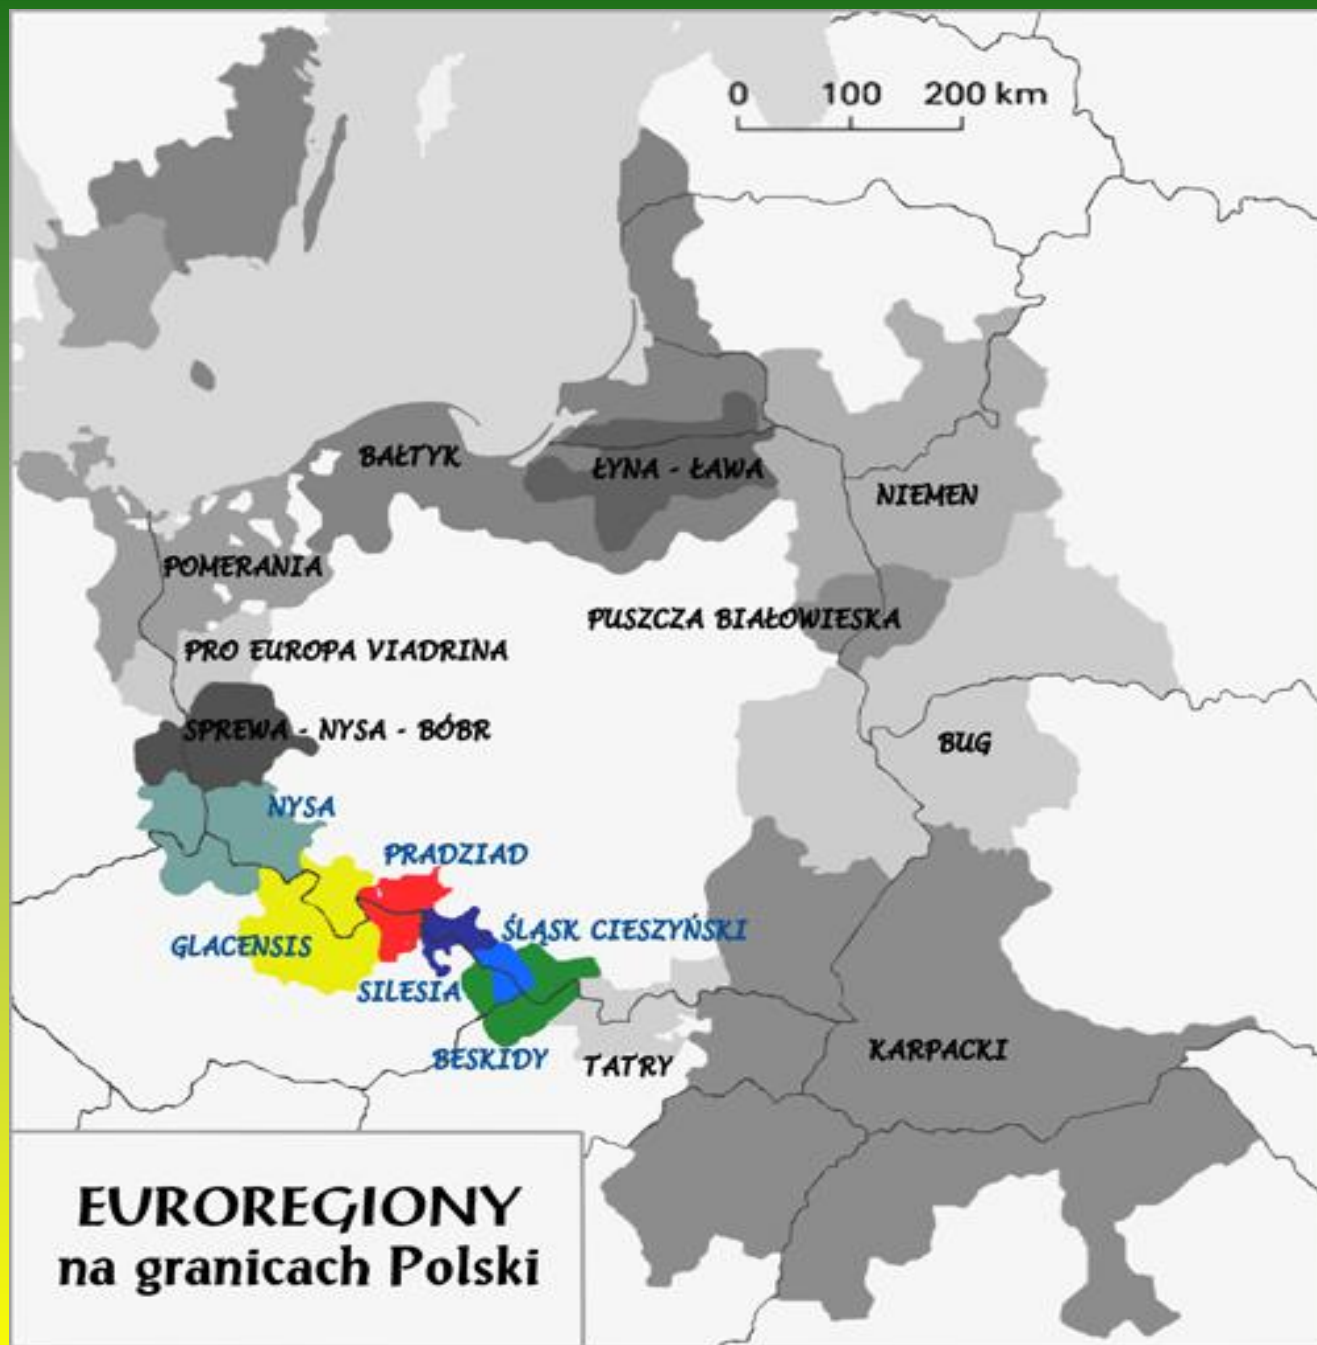 0 100 200 km
BAŁTYK
ŁYNA - ŁAWA
NIEMEN
POMERANIA
PUSZCZA BIAŁOWIESKA
PRO EUROPA VIADRINA
SPREWA - NYSA - BÓBR
BUG
NYSA
PRADZIAD
ŚLĄSK CIESZYŃSKI
GLACENSIS
SILESIA
BESKIDY
TATRY
KARPACKI
EUROREGIONY
na granicach Polski